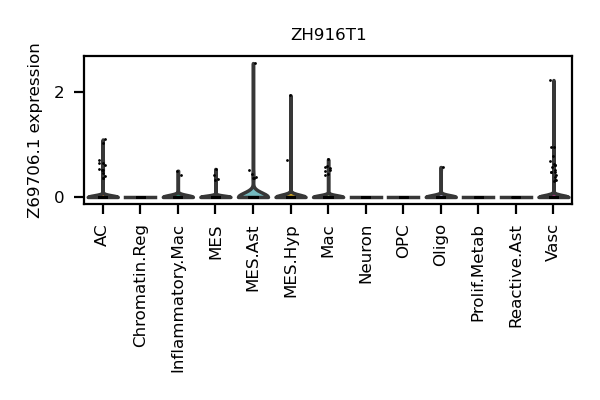 ZH916T1
Z69706.1 expression
2
0
AC
Chromatin.Reg
Inflammatory.Mac
MES
MES.Ast
MES.Hyp
Mac
Neuron
OPC
Oligo
Prolif.Metab
Reactive.Ast
Vasc